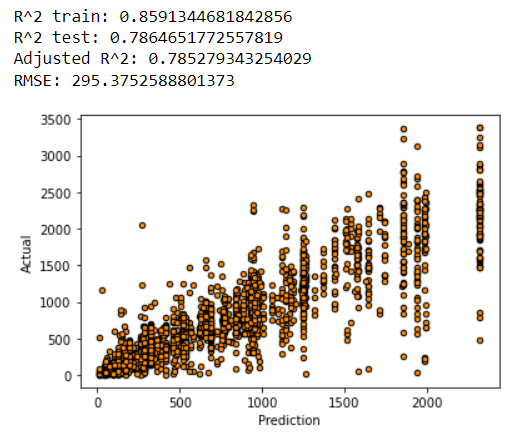 R^2 train: 0.8591344681842856
R^2 test: 0.7864651772557819
Adjusted R^2: 0.785279343254029
RMSE: 295.3752588801373
3500
3000
2500
2000
1500
1000
500
0
Actual
0 500 1000 1500 2000
Prediction